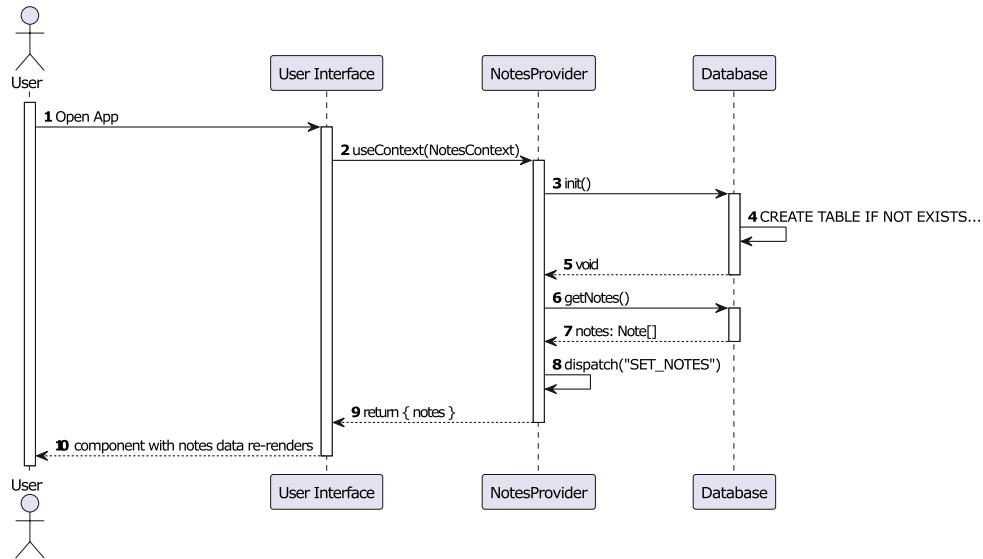 User
User Interface
NotesProvider
Database
1 Open App
2 useContext(NotesContext)
3 init()
4 CREATE TABLE IF NOT EXISTS...
5 void
6 getNotes()
7 notes: Note[]
8 dispatch("SET_NOTES")
9 return { notes }
10 component with notes data re-renders
User
User Interface
NotesProvider
Database